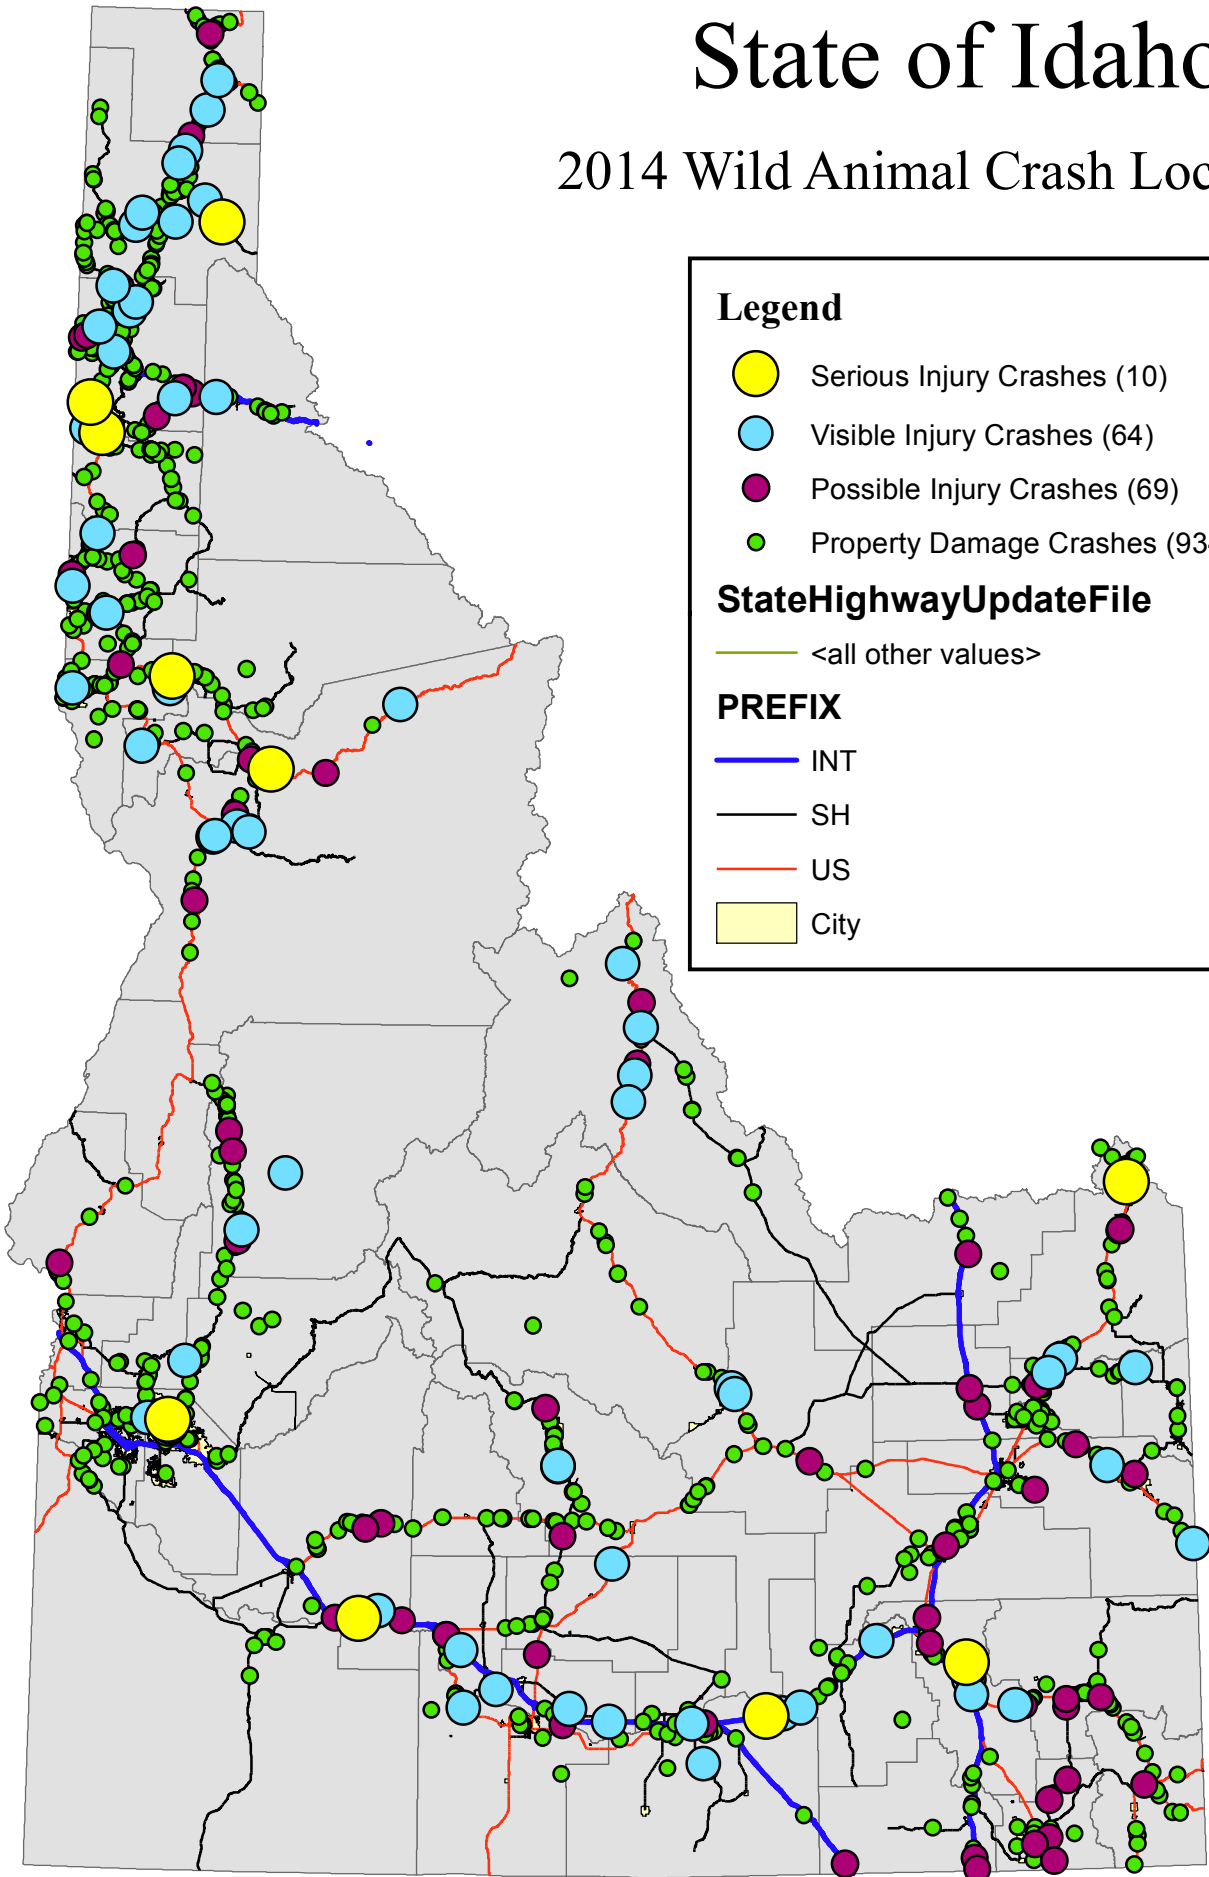 State of Idaho
2014 Wild Animal Crash Loc
Legend
Serious Injury Crashes (10)
Visible Injury Crashes (64)
Possible Injury Crashes (69)
Property Damage Crashes (934
StateHighwayUpdateFile
<all other values>
PREFIX
INT
SH
US
City